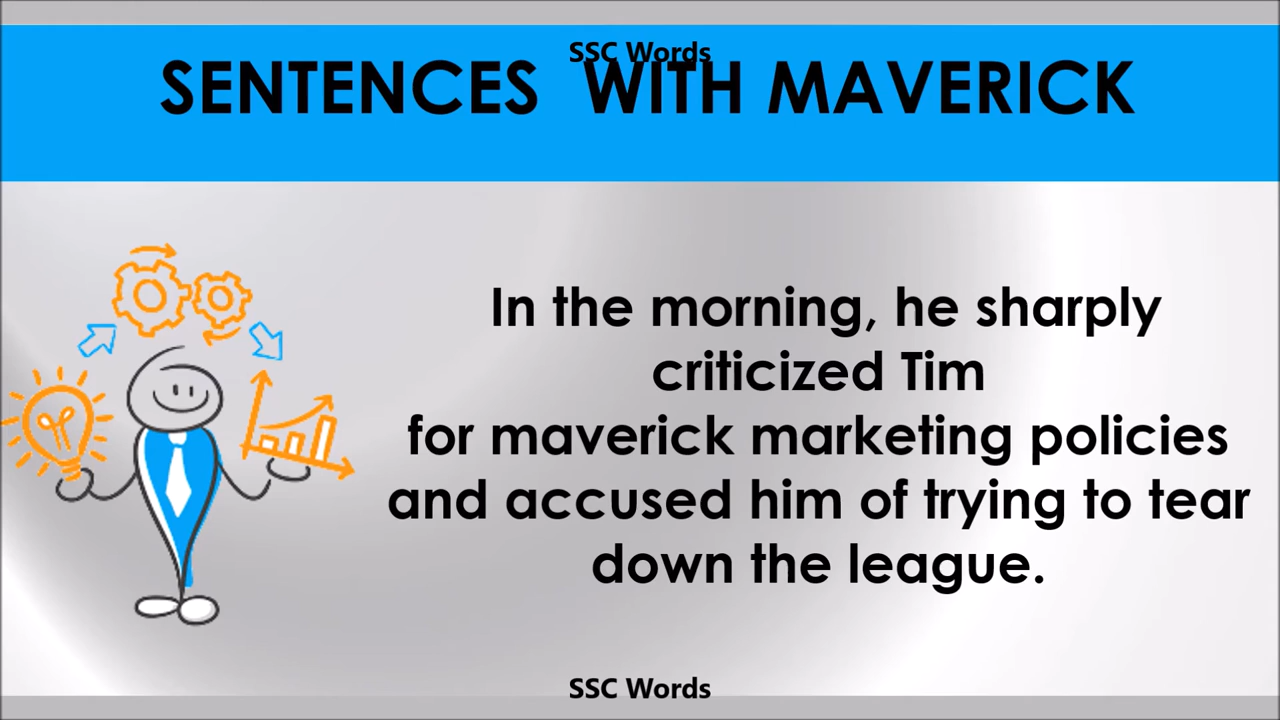 SSC Words
SENTENCES WITH MAVERICK
In the morning, he sharply
criticized Tim
for maverick marketing policies
and accused him of trying to tear
down the league.
SSC Words